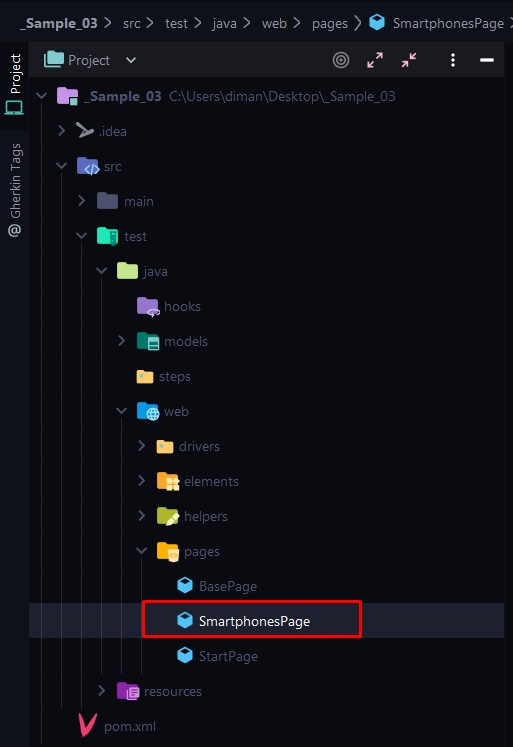 _Sample_03 > src > test > java > web > pages > SmartphonesPage >
Project
Project
_Sample_03 C:\Users\diman\Desktop\_Sample_03
.idea
src
main
test
java
hooks
models
steps
web
drivers
elements
helpers
pages
BasePage
SmartphonesPage
StartPage
resources
pom.xml
@ Gherkin Tags